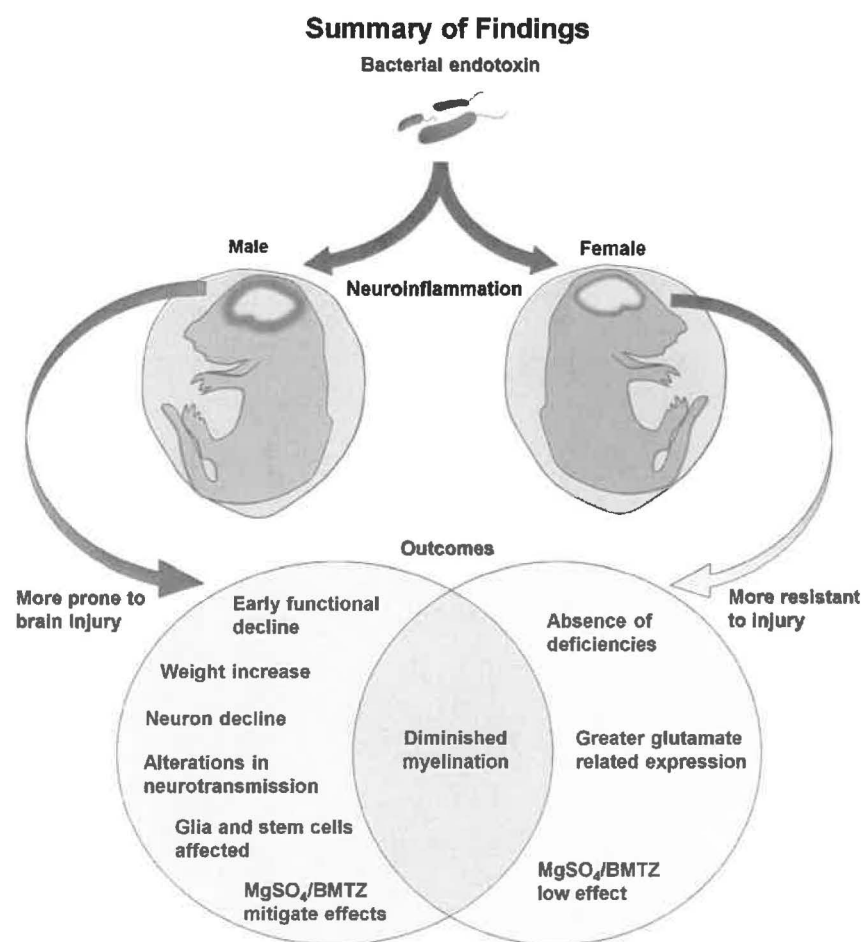 Summary of Findings
Bacterial endotoxin
Male
Female
Neuroinflammation
Outcomes
More prone to
brain injury
More resistant
to injury
Early functional
decline
Weight increase
Neuron decline
Alterations in
neurotransmission
Glia and stem cells
affected
MgSO₄/BMTZ
mitigate effects
Diminished
myelination
Absence of
deficiencies
Greater glutamate
related expression
MgSO₄/BMTZ
low effect